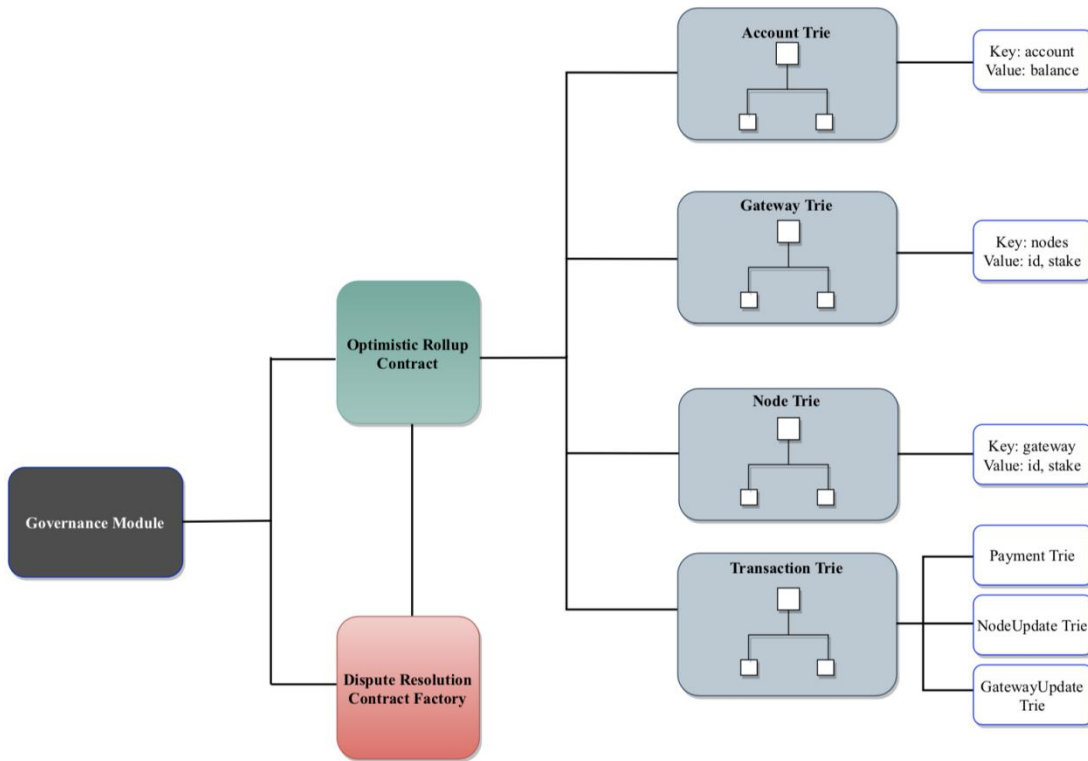 Account Trie
Key: account
Value: balance
Gateway Trie
Key: nodes
Value: id, stake
Optimistic Rollup
Contract
Node Trie
Key: gateway
Value: id, stake
Governance Module
Transaction Trie
Payment Trie
NodeUpdate Trie
GatewayUpdate
Trie
Dispute Resolution
Contract Factory